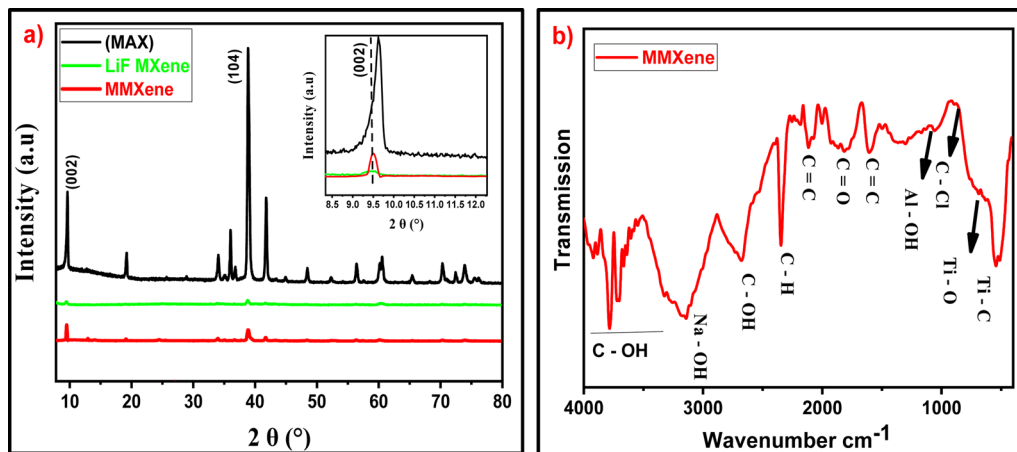 a)
(MAX)
LiF MXene
MMXene
(002)
(104)
Intensity (a.u)
10 20 30 40 50 60 70 80
2 θ (°)
(002)
Intensity (a.u)
8.5 9.0 9.5 10.0 10.5 11.0 11.5 12.0
2 θ (°)
b)
MMXene
Transmission
C - OH
Na - OH
C - OH
C - H
C = C
C = O
C = C
Al - OH
C - Cl
Ti - O
Ti - C
4000 3000 2000 1000
Wavenumber cm⁻¹